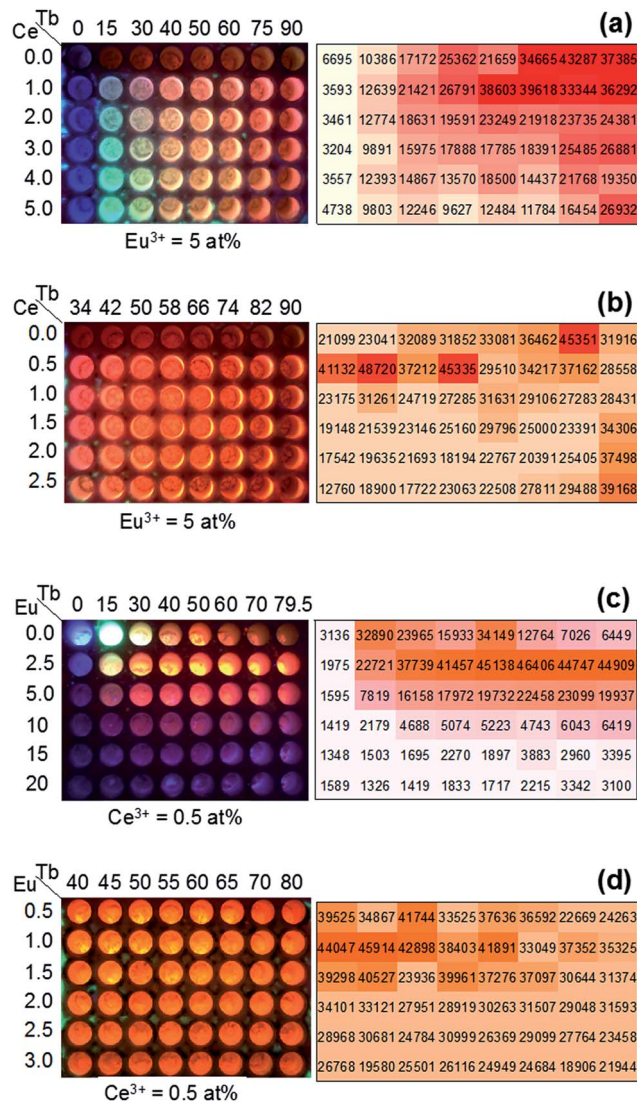 Tb
Ce 0 15 30 40 50 60 75 90 (a)
0.0 6695 10386 17172 25362 21659 34665 43287 37385
1.0 3593 12639 21421 26791 38603 39618 33344 36292
2.0 3461 12774 18631 19591 23249 21918 23735 24381
3.0 3204 9891 15975 17888 17785 18391 25485 26881
4.0 3557 12393 14867 13570 18500 14437 21768 19350
5.0 4738 9803 12246 9627 12484 11784 16454 26932
Eu³⁺ = 5 at%
Tb (b)
Ce 34 42 50 58 66 74 82 90
0.0 21099 23041 32089 31852 33081 36462 45351 31916
0.5 41132 48720 37212 45335 29510 34217 37162 28558
1.0 23175 31261 24719 27285 31631 29106 27283 28431
1.5 19148 21539 23146 25160 29796 25000 23391 34306
2.0 17542 19635 21693 18194 22767 20391 25405 37498
2.5 12760 18900 17722 23063 22508 27811 29488 39168
Eu³⁺ = 5 at%
Tb (c)
Eu 0 15 30 40 50 60 70 79.5
0.0 3136 32890 23965 15933 34149 12764 7026 6449
2.5 1975 22721 37739 41457 45138 46406 44747 44909
5.0 1595 7819 16158 17972 19732 22458 23099 19937
10 1419 2179 4688 5074 5223 4743 6043 6419
15 1348 1503 1695 2270 1897 3883 2960 3395
20 1589 1326 1419 1833 1717 2215 3342 3100
Ce³⁺ = 0.5 at%
Tb (d)
Eu 40 45 50 55 60 65 70 80
0.5 39525 34867 41744 33525 37636 36592 22669 24263
1.0 44047 45914 42898 38403 41891 33049 37352 35325
1.5 39298 40527 23936 39961 37276 37097 30644 31374
2.0 34101 33121 27951 28919 30263 31507 29048 31593
2.5 28968 30681 24784 30999 26369 29099 27764 23458
3.0 26768 19580 25501 26116 24949 24684 18906 21944
Ce³⁺ = 0.5 at%